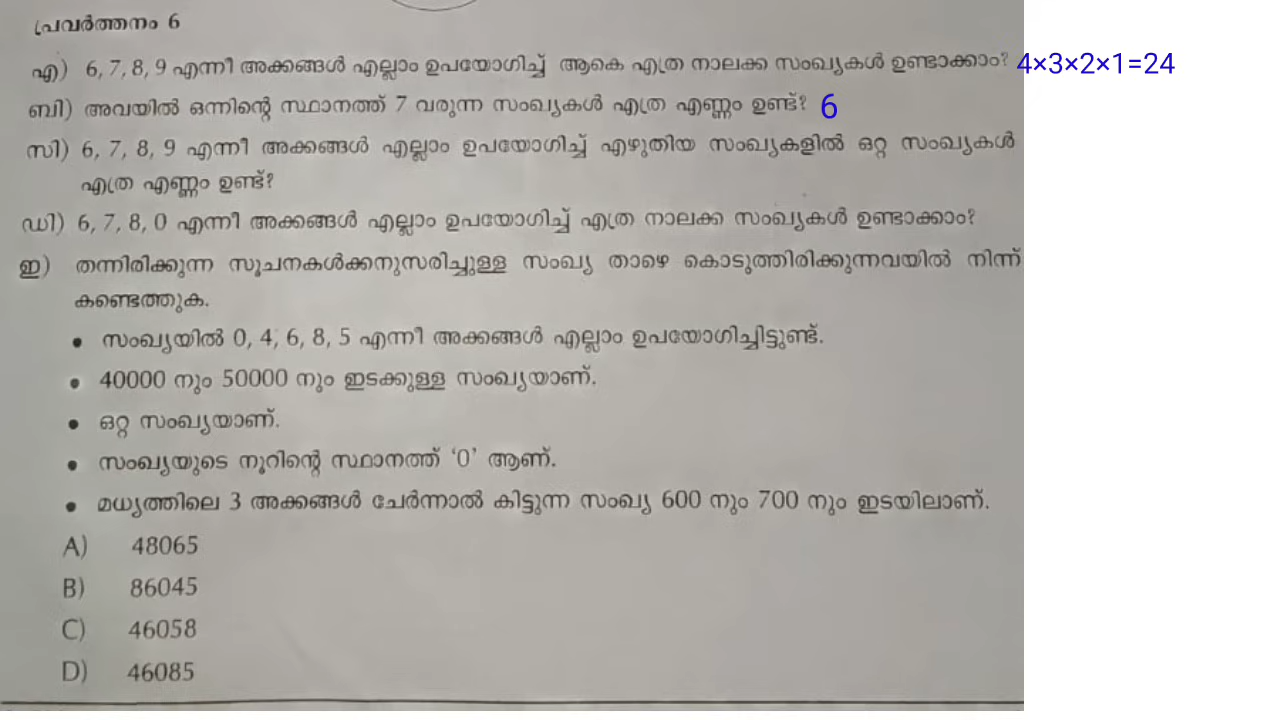 പ്രവർത്തനം 6
എ) 6, 7, 8, 9 എന്നീ അക്കങ്ങൾ എല്ലാം ഉപയോഗിച്ച് ആകെ എത്ര നാലക്ക സംഖ്യകൾ ഉണ്ടാക്കാം? 4×3×2×1=24
ബി) അവയിൽ ഒന്നിന്റെ സ്ഥാനത്ത് 7 വരുന്ന സംഖ്യകൾ എത്ര എണ്ണം ഉണ്ട്? 6
സി) 6, 7, 8, 9 എന്നീ അക്കങ്ങൾ എല്ലാം ഉപയോഗിച്ച് എഴുതിയ സംഖ്യകളിൽ ഒറ്റ സംഖ്യകൾ
എത്ര എണ്ണം ഉണ്ട്?
ഡി) 6, 7, 8, 0 എന്നീ അക്കങ്ങൾ എല്ലാം ഉപയോഗിച്ച് എത്ര നാലക്ക സംഖ്യകൾ ഉണ്ടാക്കാം?
ഇ) തന്നിരിക്കുന്ന സൂചനകൾക്കനുസരിച്ചുള്ള സംഖ്യ താഴെ കൊടുത്തിരിക്കുന്നവയിൽ നിന്ന്
കണ്ടെത്തുക.
• സംഖ്യയിൽ 0, 4, 6, 8, 5 എന്നീ അക്കങ്ങൾ എല്ലാം ഉപയോഗിച്ചിട്ടുണ്ട്.
• 40000 നും 50000 നും ഇടക്കുള്ള സംഖ്യയാണ്.
• ഒറ്റ സംഖ്യയാണ്.
• സംഖ്യയുടെ നൂറിന്റെ സ്ഥാനത്ത് ‘0’ ആണ്.
• മധ്യത്തിലെ 3 അക്കങ്ങൾ ചേർന്നാൽ കിട്ടുന്ന സംഖ്യ 600 നും 700 നും ഇടയിലാണ്.
A) 48065
B) 86045
C) 46058
D) 46085